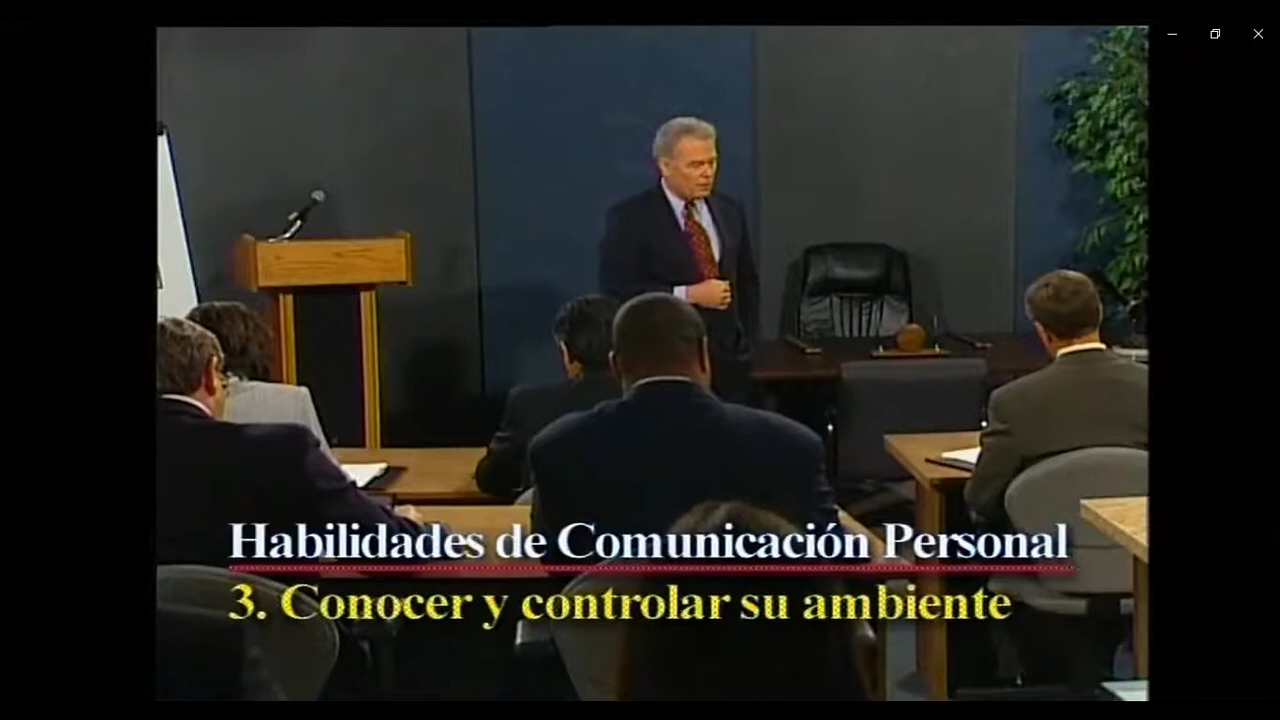 Habilidades de Comunicación Personal
3. Conocer y controlar su ambiente